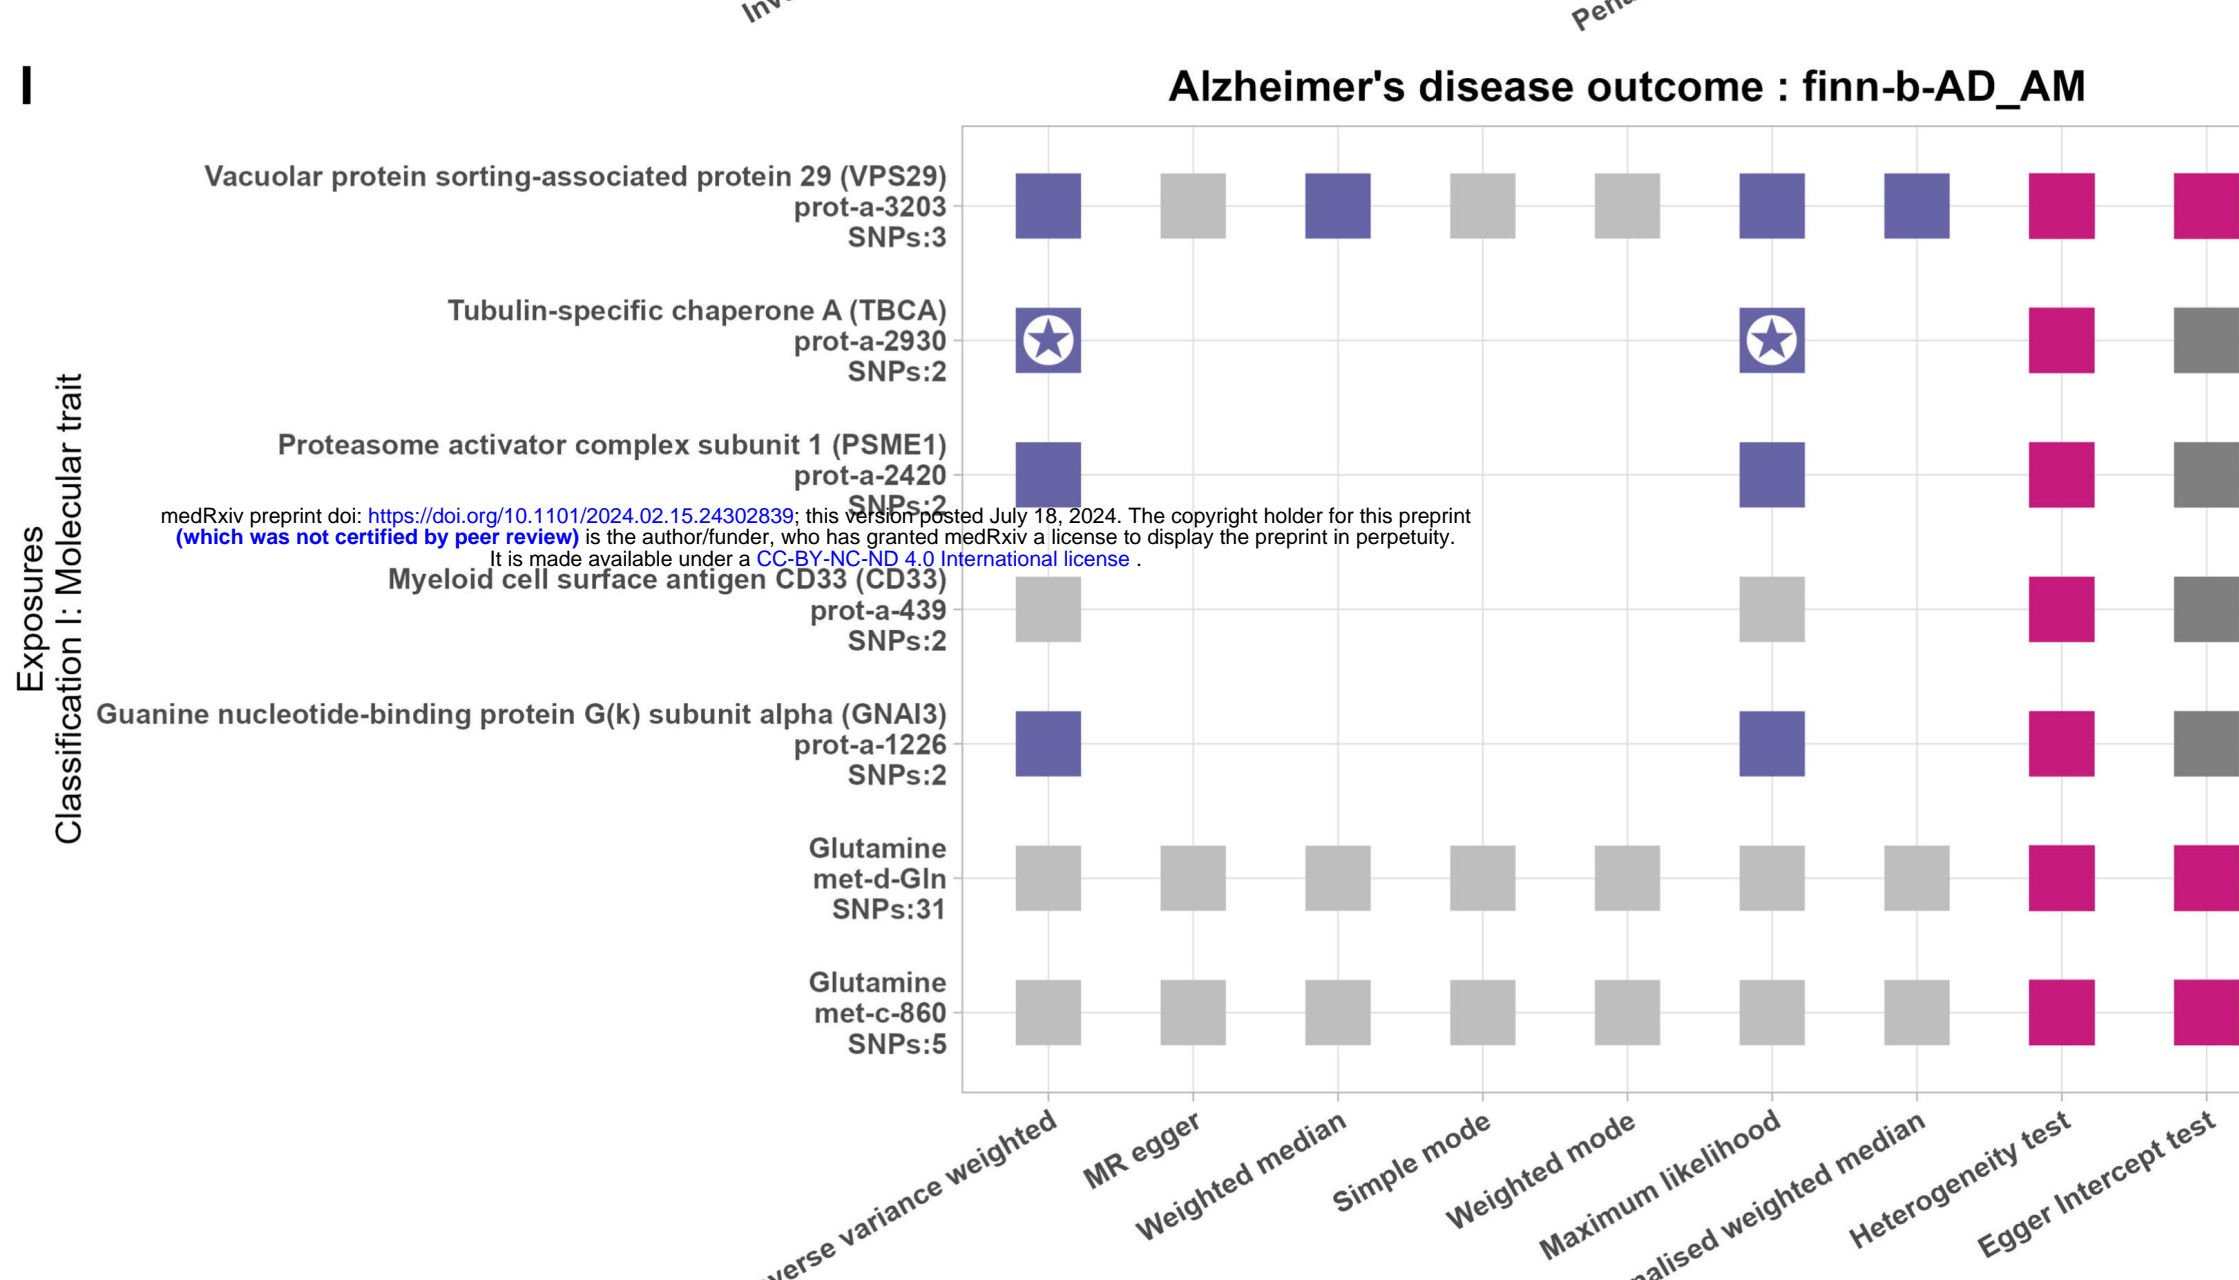 I
Alzheimer's disease outcome : finn-b-AD_AM
Exposures
Classification I: Molecular trait
Vacuolar protein sorting-associated protein 29 (VPS29)
prot-a-3203
SNPs:3
Tubulin-specific chaperone A (TBCA)
prot-a-2930
SNPs:2
Proteasome activator complex subunit 1 (PSME1)
prot-a-2420
SNPs:2
medRxiv preprint doi: https://doi.org/10.1101/2024.02.15.24302839; this version posted July 18, 2024. The copyright holder for this preprint
(which was not certified by peer review) is the author/funder, who has granted medRxiv a license to display the preprint in perpetuity.
It is made available under a CC-BY-NC-ND 4.0 International license .
Myeloid cell surface antigen CD33 (CD33)
prot-a-439
SNPs:2
Guanine nucleotide-binding protein G(k) subunit alpha (GNAI3)
prot-a-1226
SNPs:2
Glutamine
met-d-Gln
SNPs:31
Glutamine
met-c-860
SNPs:5
variance weighted
MR egger
Weighted median
Simple mode
Weighted mode
Maximum likelihood
weighted median
Heterogeneity test
Egger Intercept test